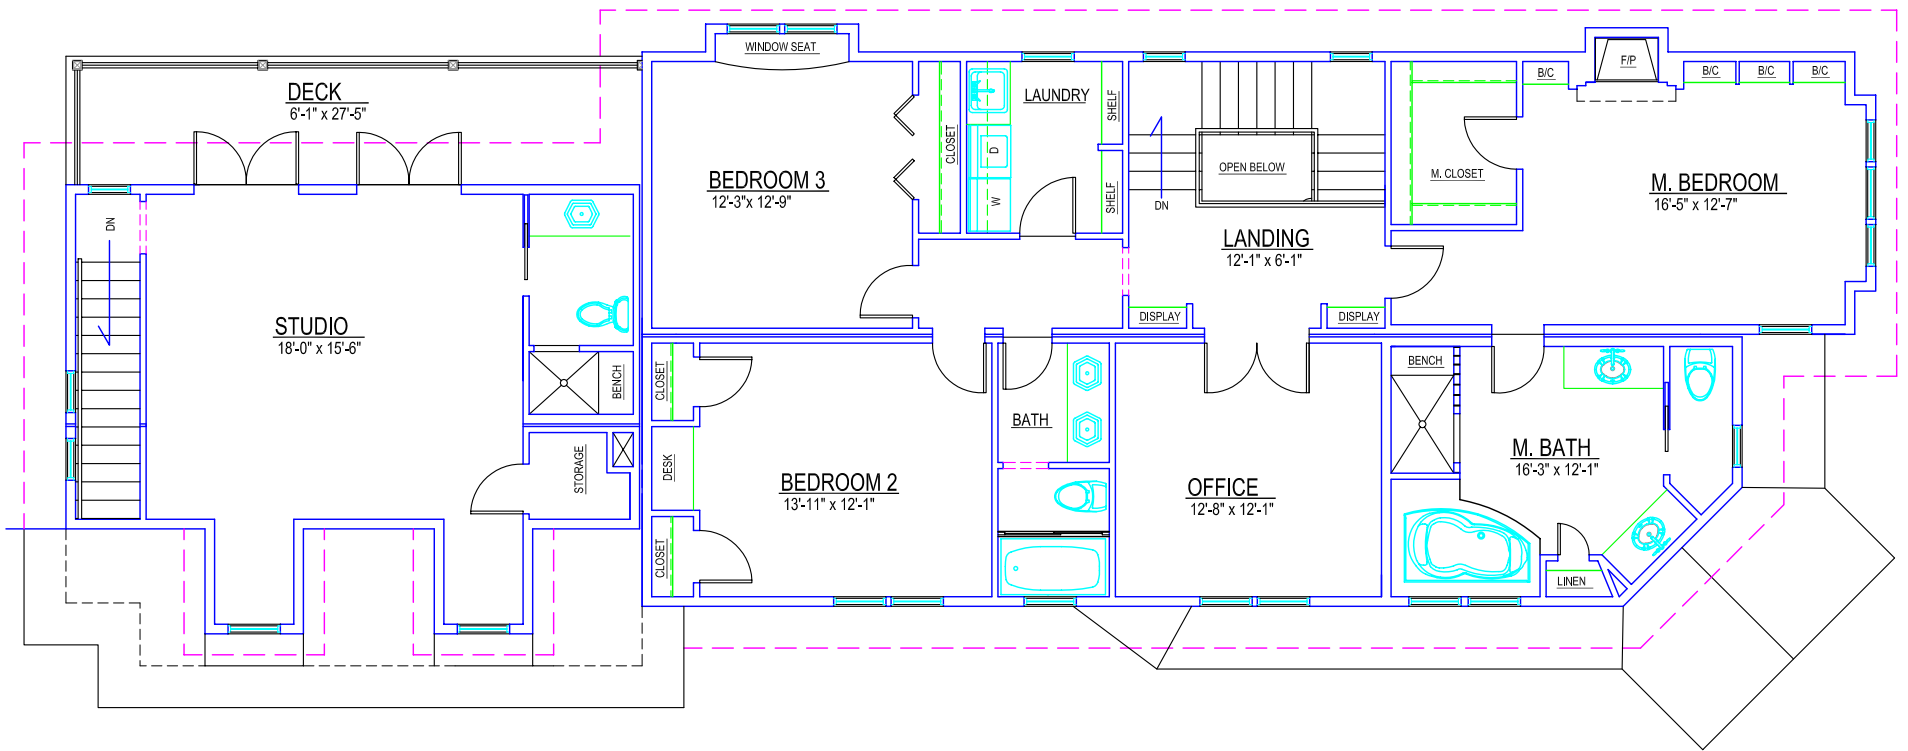 WINDOW SEAT
F/P
B/C
B/C
B/C
B/C
DECK
6'-1" x 27'-5"
LAUNDRY
SHELF
CLOSET
D
OPEN BELOW
M. CLOSET
BEDROOM 3
12'-3"x 12'-9"
M. BEDROOM
16'-5" x 12'-7"
W
SHELF
DN
DN
LANDING
12'-1" x 6'-1"
STUDIO
18'-0" x 15'-6"
DISPLAY
DISPLAY
BENCH
CLOSET
BENCH
BATH
M. BATH
16'-3" x 12'-1"
STORAGE
DESK
BEDROOM 2
13'-11" x 12'-1"
OFFICE
12'-8" x 12'-1"
CLOSET
LINEN